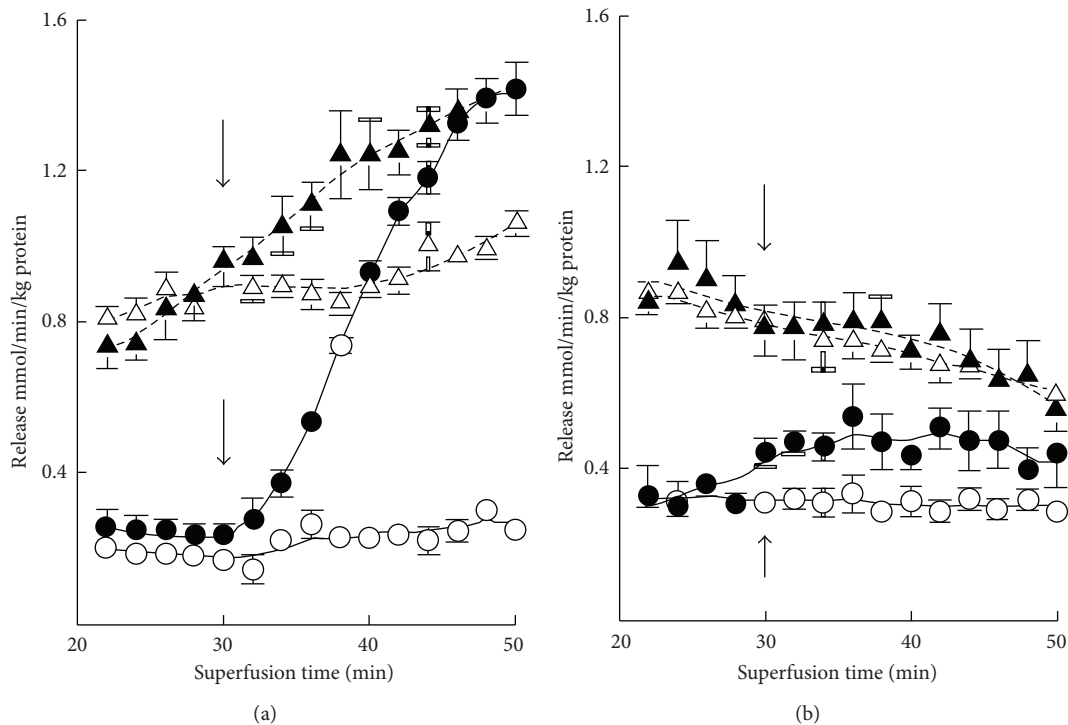 1.6
1.2
0.8
0.4
Release mmol/min/kg protein
20
30
40
50
Superfusion time (min)
(a)
1.6
1.2
0.8
0.4
Release mmol/min/kg protein
20
30
40
50
Superfusion time (min)
(b)